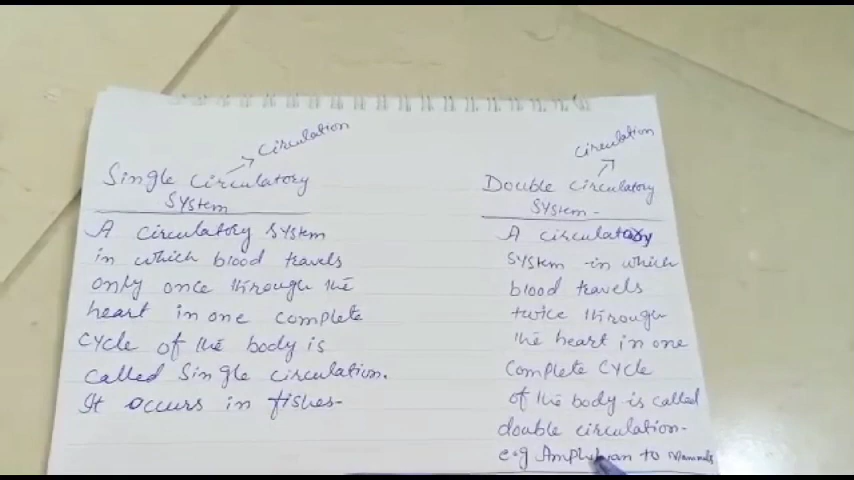 Circulation
Single Circulatory
System
A circulatory system
in which blood travels
only once through the
heart in one complete
cycle of the body is
called Single circulation.
It occurs in fishes-
Circulation
Double circulatory
System-
A circulatory
system in which
blood travels
twice through
the heart in one
complete cycle
of the body is called
double circulation-
e.g Amphibian to Mammals